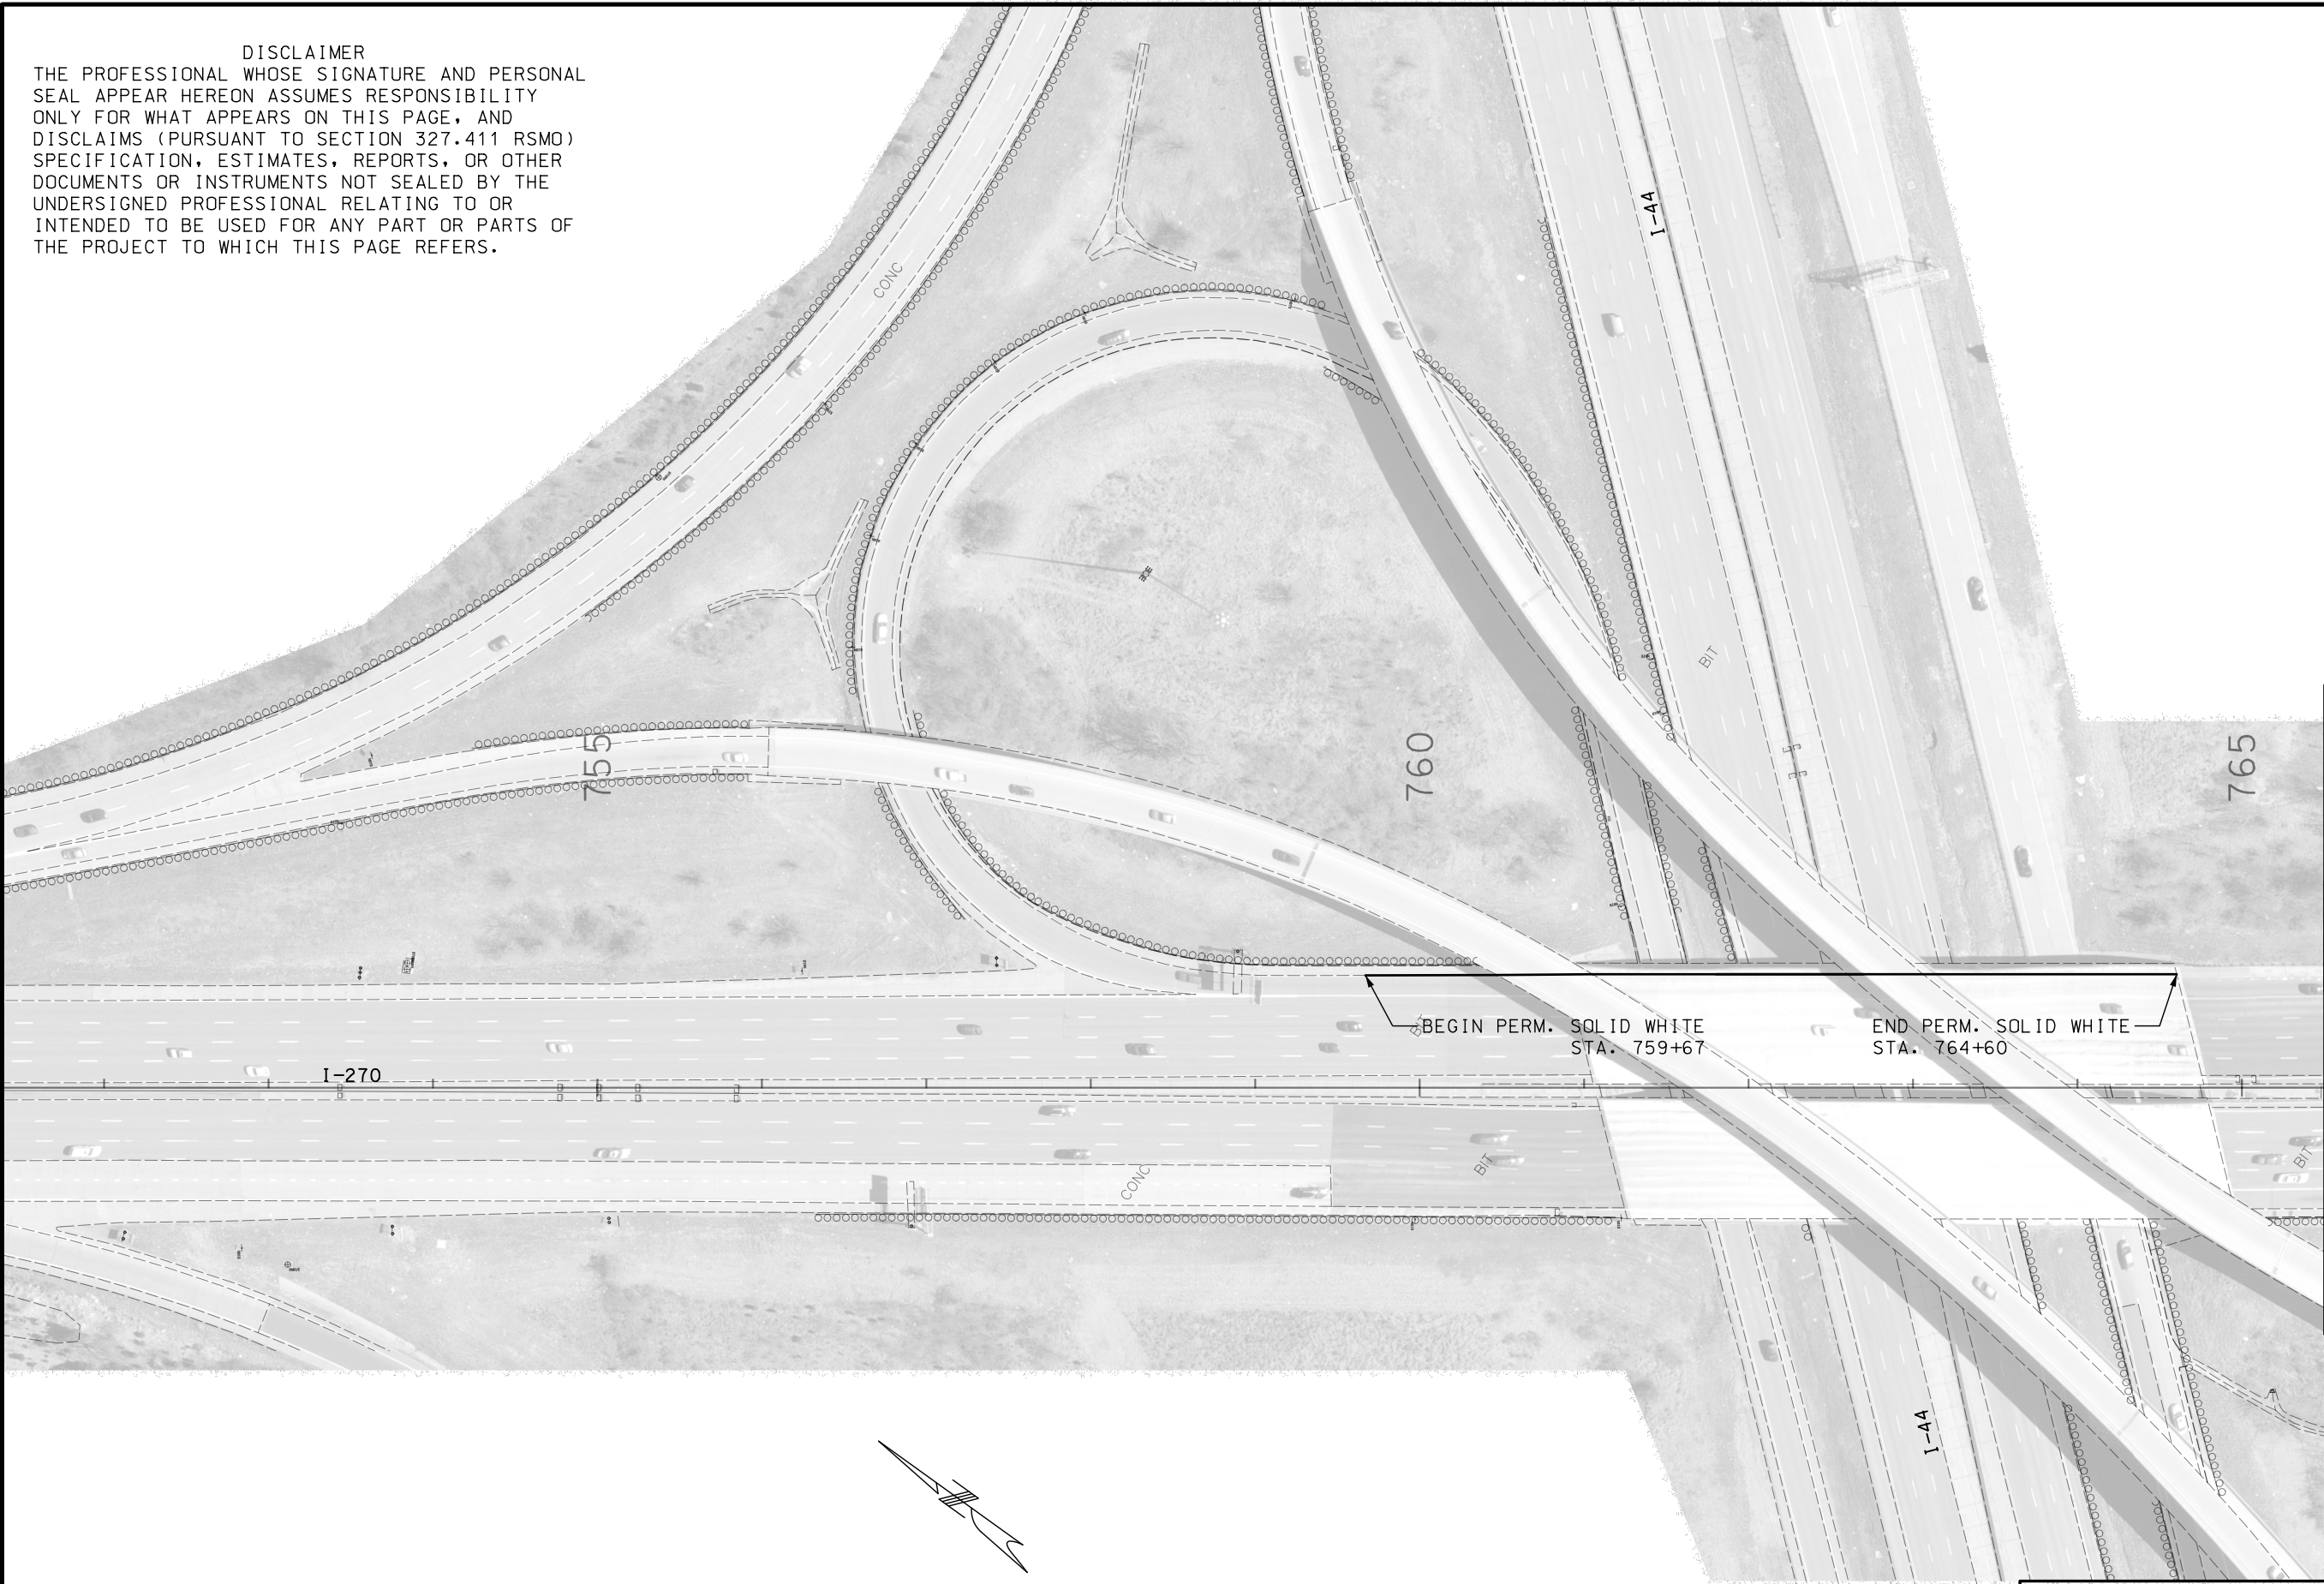 DISCLAIMER
THE PROFESSIONAL WHOSE SIGNATURE AND PERSONAL
SEAL APPEAR HEREON ASSUMES RESPONSIBILITY
ONLY FOR WHAT APPEARS ON THIS PAGE, AND
DISCLAIMS (PURSUANT TO SECTION 327.411 RSMO)
SPECIFICATION, ESTIMATES, REPORTS, OR OTHER
DOCUMENTS OR INSTRUMENTS NOT SEALED BY THE
UNDERSIGNED PROFESSIONAL RELATING TO OR
INTENDED TO BE USED FOR ANY PART OR PARTS OF
THE PROJECT TO WHICH THIS PAGE REFERS.
I-44
CONC
BIT
755
760
765
BIT
BEGIN PERM. SOLID WHITE
STA. 759+67
END PERM. SOLID WHITE
STA. 764+60
I-270
CONC
BIT
BIT
I-44